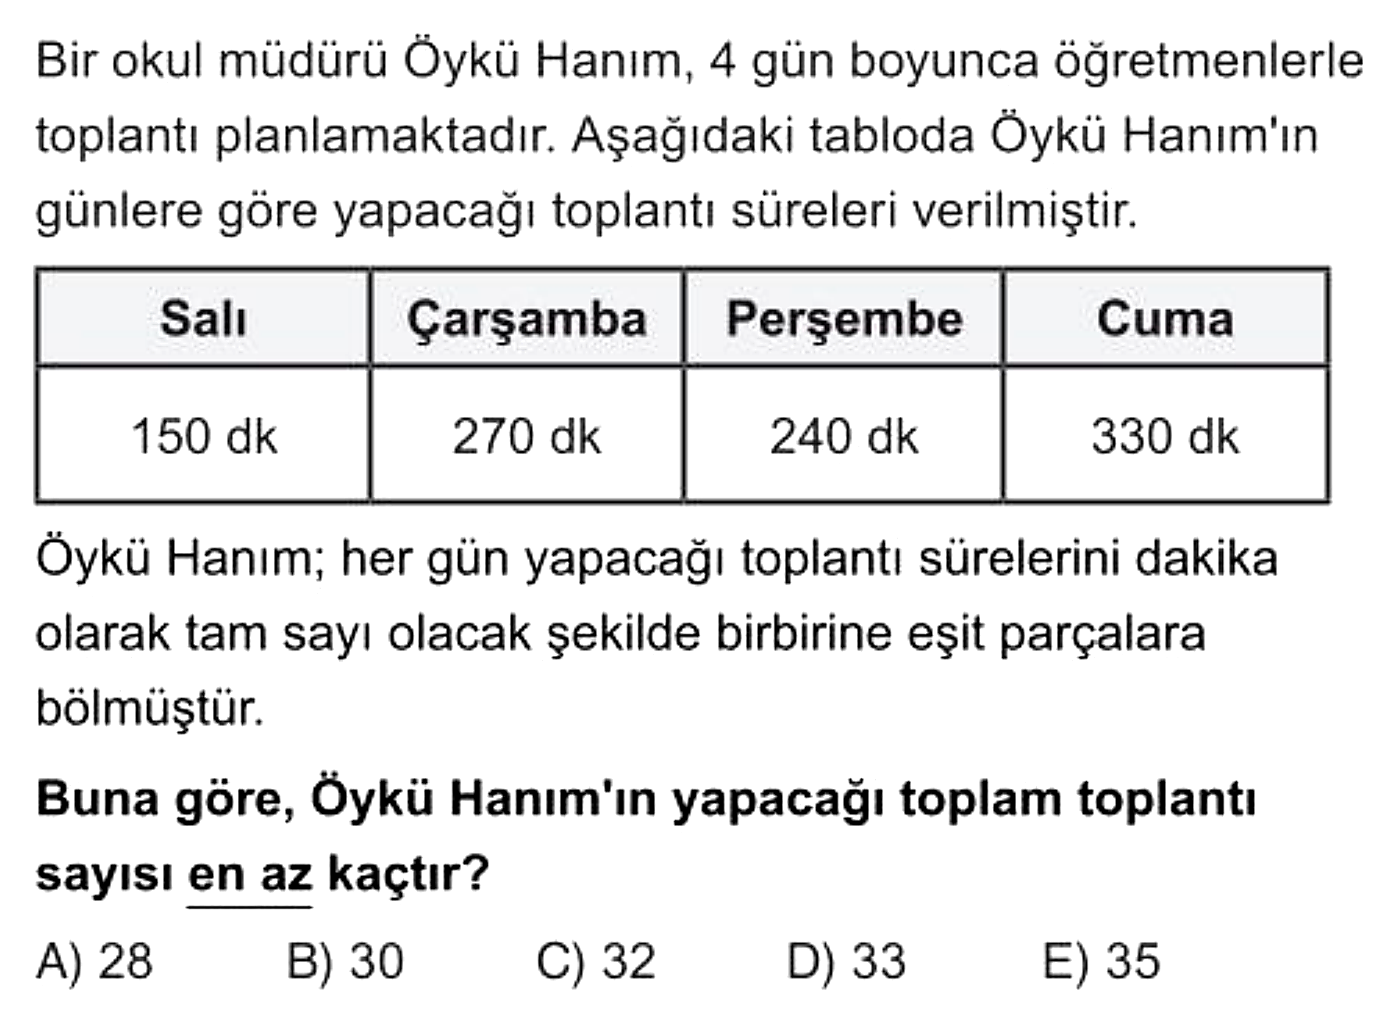 Bir okul müdürü Öykü Hanım, 4 gün boyunca öğretmenlerle
toplantı planlamaktadır. Aşağıdaki tabloda Öykü Hanım'ın
günlere göre yapacağı toplantı süreleri verilmiştir.
Salı Çarşamba Perşembe Cuma
150 dk 270 dk 240 dk 330 dk
Öykü Hanım; her gün yapacağı toplantı sürelerini dakika
olarak tam sayı olacak şekilde birbirine eşit parçalara
bölmüştür.
Buna göre, Öykü Hanım'ın yapacağı toplam toplantı
sayısı en az kaçtır?
A) 28 B) 30 C) 32 D) 33 E) 35